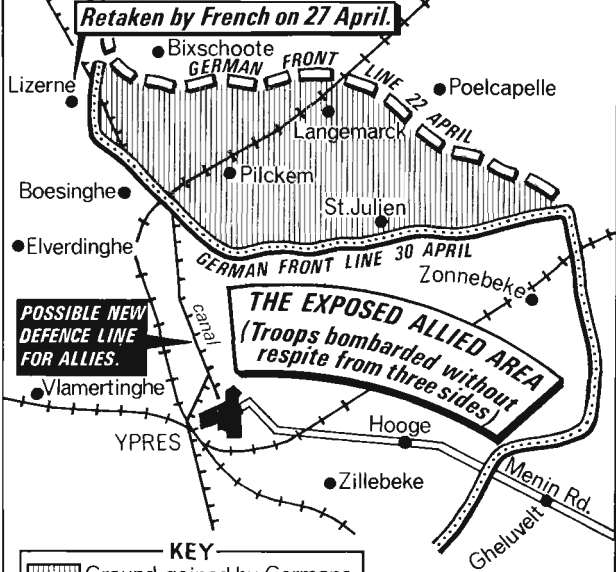 Retaken by French on 27 April.
Bixschoote
GERMAN FRONT LINE 22 APRIL
Lizerne
Poelcapelle
Langemarck
Pilckem
Boesinghe
St.Julien
Elverdinghe
GERMAN FRONT LINE 30 APRIL
Zonnebeke
POSSIBLE NEW
DEFENCE LINE
FOR ALLIES.
canal
THE EXPOSED ALLIED AREA
(Troops bombarded without
respite from three sides)
Vlamertinghe
YPRES
Hooge
Zillebeke
Menin Rd.
Gheluvelt
KEY
Ground gained by Germans